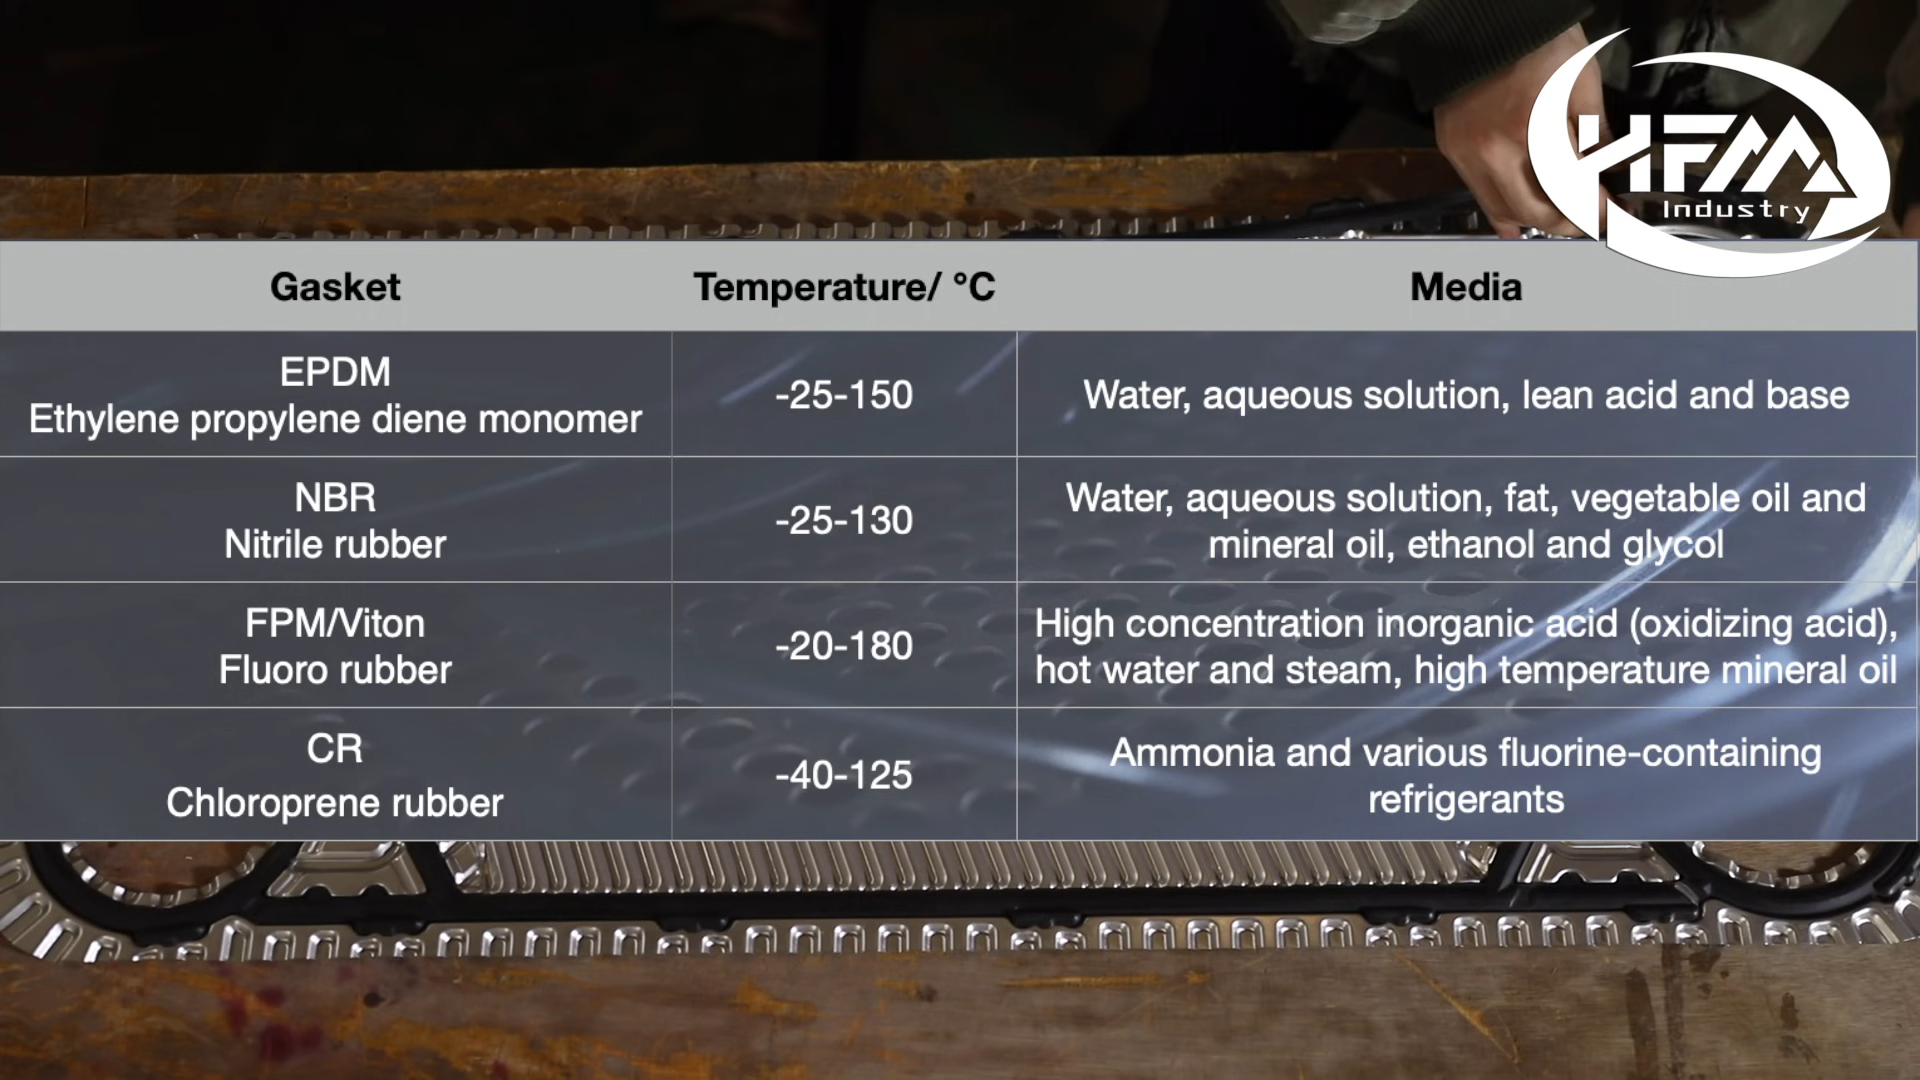 HFM
Industry
Gasket
Temperature/ °C
Media
EPDM
Ethylene propylene diene monomer
-25-150
Water, aqueous solution, lean acid and base
NBR
Nitrile rubber
-25-130
Water, aqueous solution, fat, vegetable oil and
mineral oil, ethanol and glycol
FPM/Viton
Fluoro rubber
-20-180
High concentration inorganic acid (oxidizing acid),
hot water and steam, high temperature mineral oil
CR
Chloroprene rubber
-40-125
Ammonia and various fluorine-containing
refrigerants